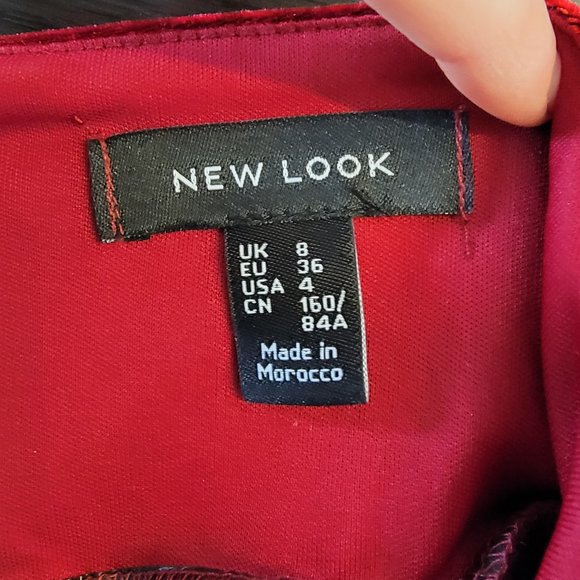 NEW LOOK
UK 8
EU 36
USA 4
CN 160/
84A
Made in
Morocco